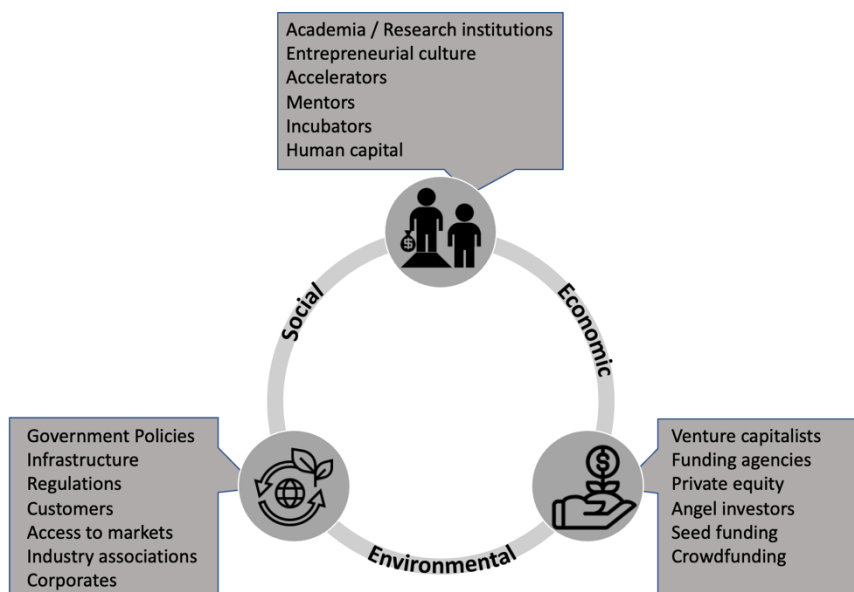 Academia / Research institutions
Entrepreneurial culture
Accelerators
Mentors
Incubators
Human capital
$
Social
Economic
Government Policies
Infrastructure
Regulations
Customers
Access to markets
Industry associations
Corporates
$
Venture capitalists
Funding agencies
Private equity
Angel investors
Seed funding
Crowdfunding
Environmental